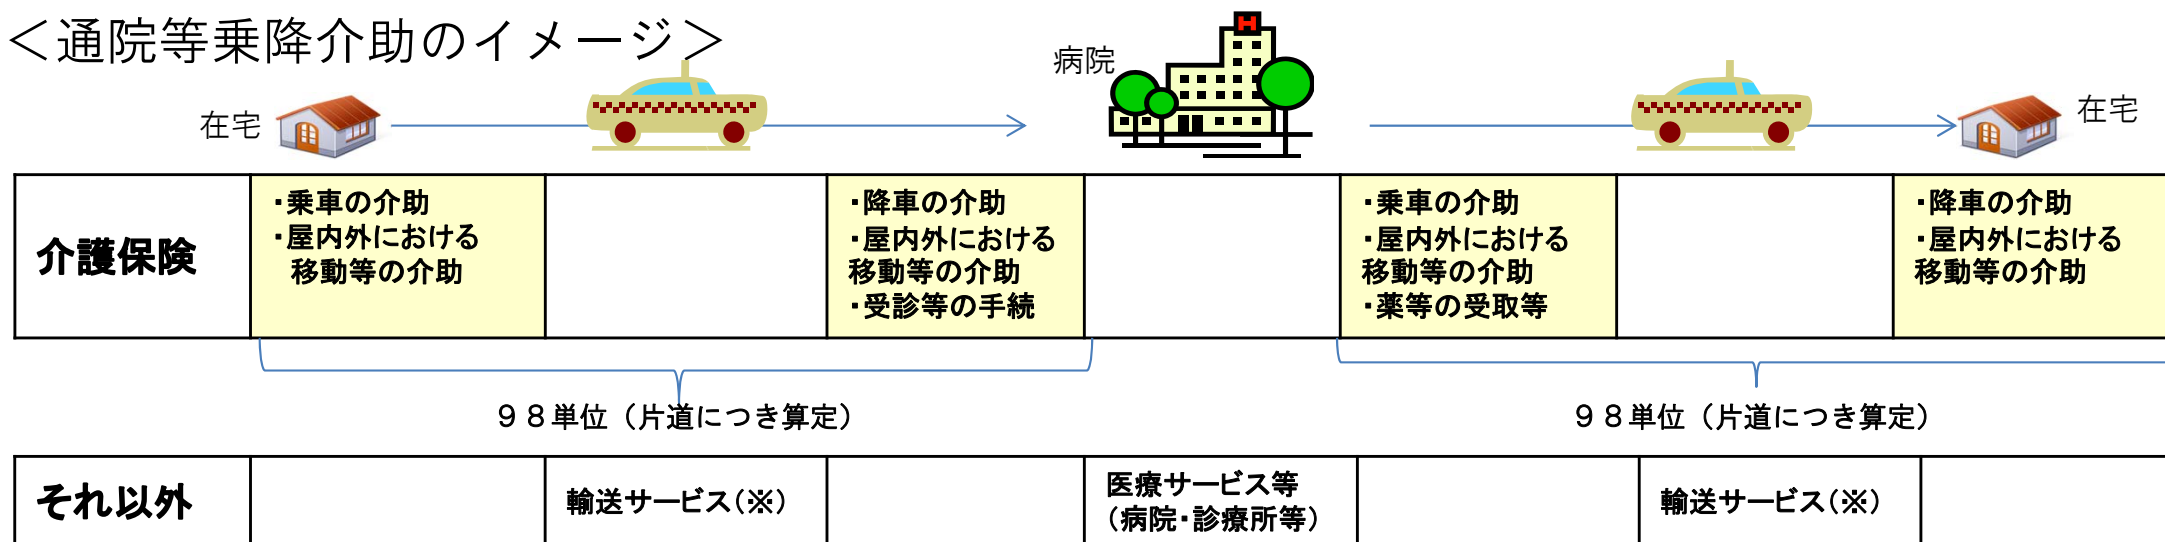 ＜通院等乗降介助のイメージ＞
病院
H
在宅
在宅
介護保険
・乗車の介助
・屋内外における
移動等の介助
・降車の介助
・屋内外における
移動等の介助
・受診等の手続
・乗車の介助
・屋内外における
移動等の介助
・薬等の受取等
・降車の介助
・屋内外における
移動等の介助
９８単位（片道につき算定）
９８単位（片道につき算定）
それ以外
輸送サービス（※）
医療サービス等
（病院・診療所等）
輸送サービス（※）